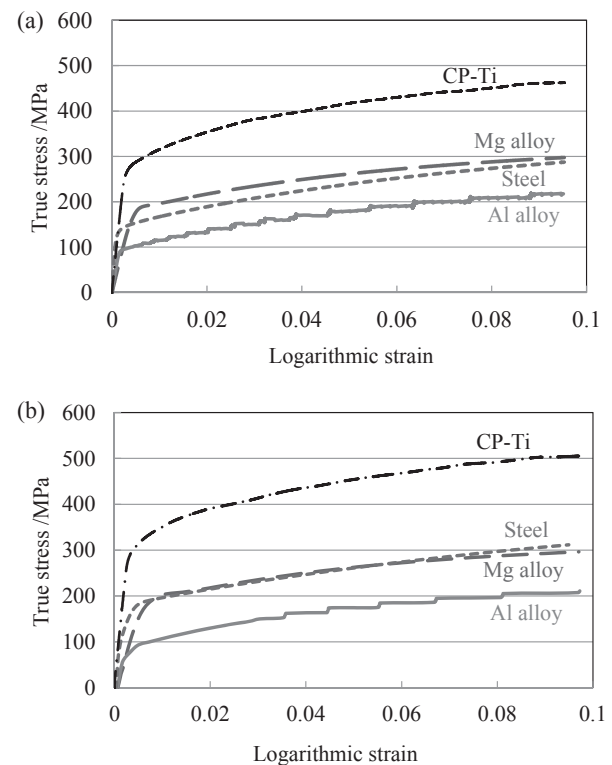 (a)
600
500
400
300
200
100
0
True stress /MPa
CP-Ti
Mg alloy
Steel
Al alloy
0 0.02 0.04 0.06 0.08 0.1
Logarithmic strain
(b)
600
500
400
300
200
100
0
True stress /MPa
CP-Ti
Steel
Mg alloy
Al alloy
0 0.02 0.04 0.06 0.08 0.1
Logarithmic strain